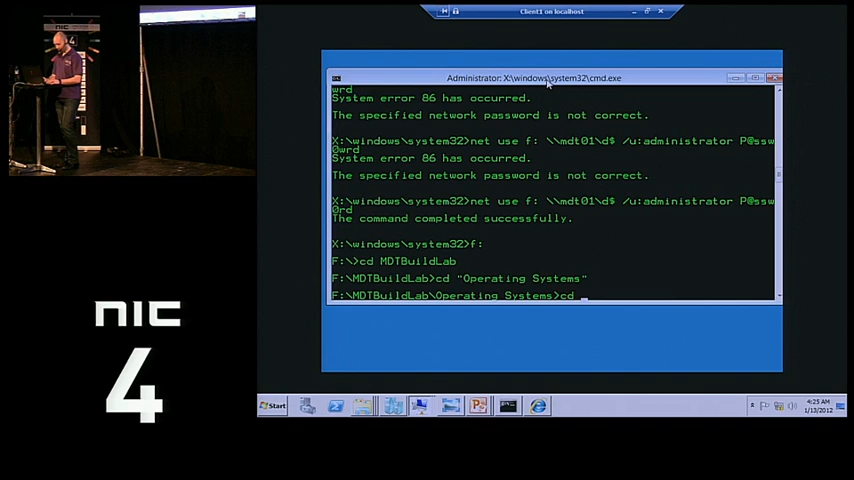 nic
4
Client1 on localhost
Administrator: X:\windows\system32\cmd.exe
wrd
System error 86 has occurred.
The specified network password is not correct.
X:\windows\system32>net use f: \\mdt01\d$ /u:administrator P@ssw
0wrd
System error 86 has occurred.
The specified network password is not correct.
X:\windows\system32>net use f: \\mdt01\d$ /u:administrator P@ssw
0rd
The command completed successfully.
X:\windows\system32>f:
F:\>cd MDTBuildLab
F:\MDTBuildLab>cd "Operating Systems"
F:\MDTBuildLab\Operating Systems>cd _
nic
4
Start
4:25 AM
1/13/2012